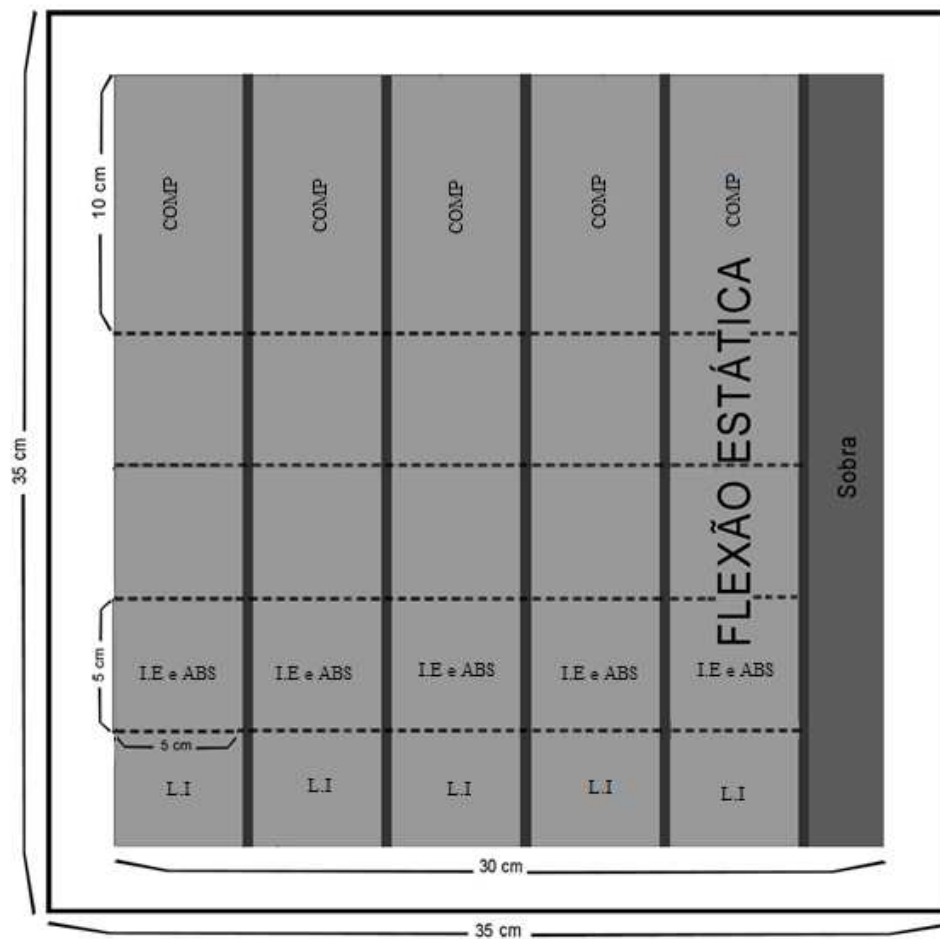 10 cm
COMP
COMP
COMP
COMP
COMP
FLEXÃO ESTÁTICA
Sobra
35 cm
5 cm
I.E e ABS
I.E e ABS
I.E e ABS
I.E e ABS
I.E e ABS
5 cm
L.I
L.I
L.I
L.I
L.I
30 cm
35 cm